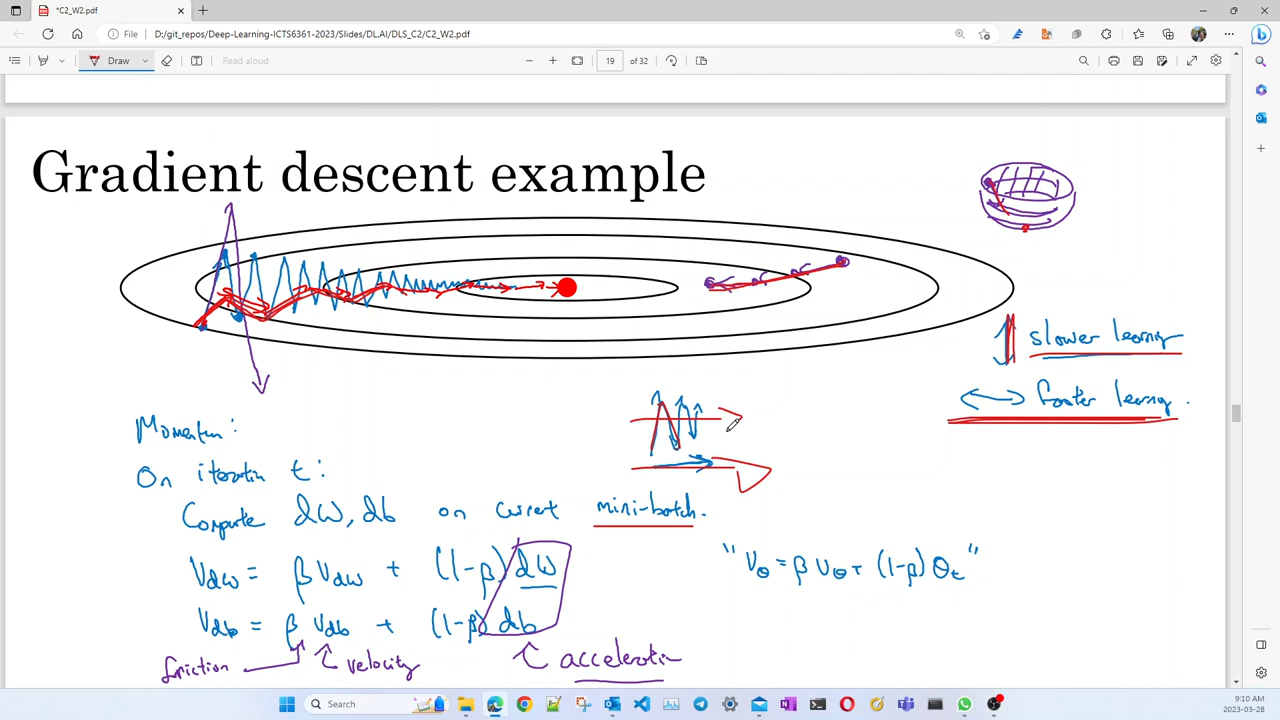 *C2_W2.pdf
File D:/git_repos/Deep-Learning-ICTS6361-2023/Slides/DL.AI/DLS_C2/C2_W2.pdf
Draw Read aloud 19 of 32
Gradient descent example
slower learning
faster learning.
Momentum:
On iteration t:
Compute dW, db on current mini-batch.
Vdw = β Vdw + (1-β) dW
"Vθ = β Vθ + (1-β) θt"
Vdb = β Vdb + (1-β) db
friction velocity acceleration
Search
9:10 AM
2023-03-28